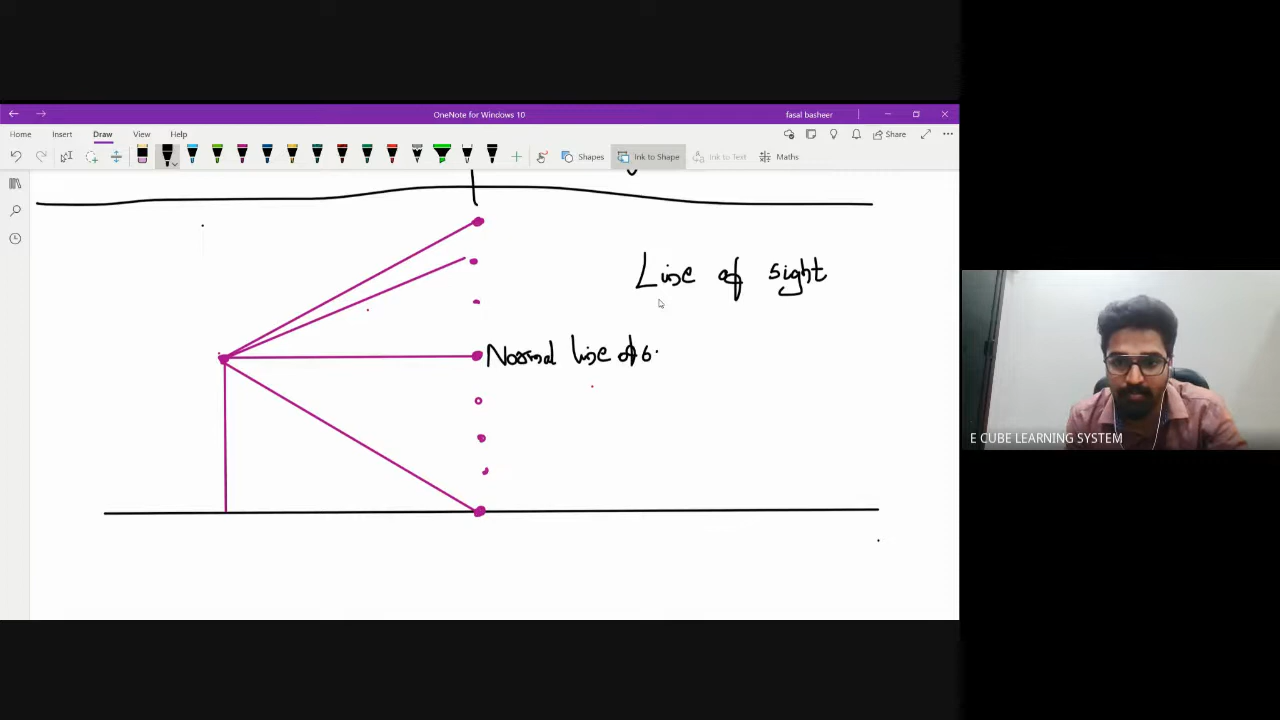 OneNote for Windows 10
fasal basheer
Home Insert Draw View Help
Share
Shapes Ink to Shape Ink to Text Maths
Line of sight
Normal line of s
E CUBE LEARNING SYSTEM